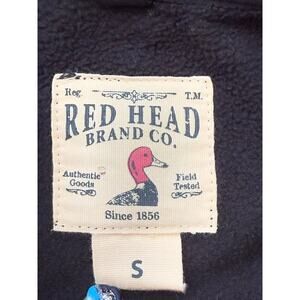 Reg. T.M.
RED HEAD
BRAND CO.
Authentic Goods
Field Tested
Since 1856
S